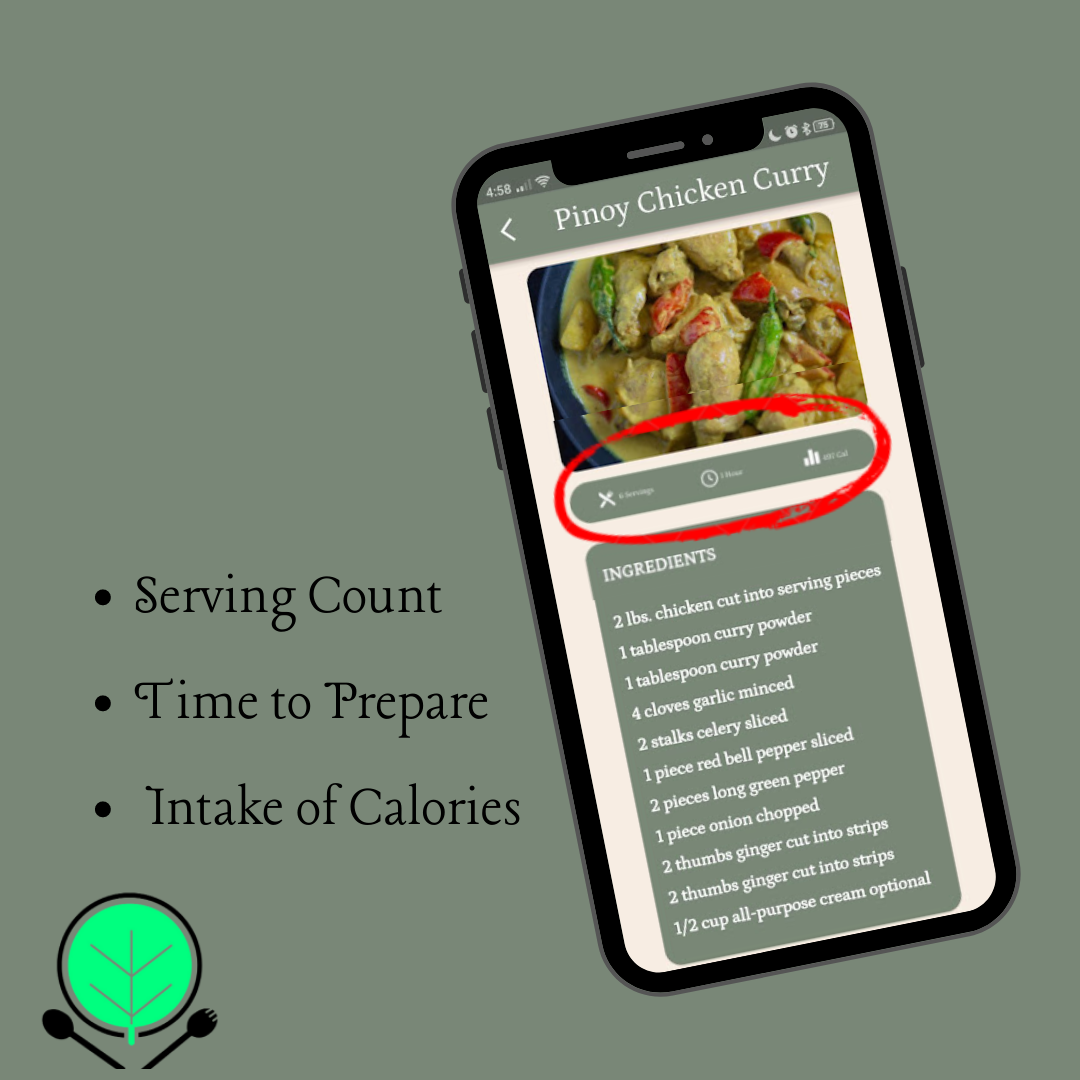 4:58
75
Pinoy Chicken Curry
6 Servings
1 Hour
Cal
INGREDIENTS
2 lbs. chicken cut into serving pieces
1 tablespoon curry powder
1 tablespoon curry powder
4 cloves garlic minced
2 stalks celery sliced
1 piece red bell pepper sliced
2 pieces long green pepper
1 piece onion chopped
2 thumbs ginger cut into strips
2 thumbs ginger cut into strips
1/2 cup all-purpose cream optional
• Serving Count
• Time to Prepare
• Intake of Calories